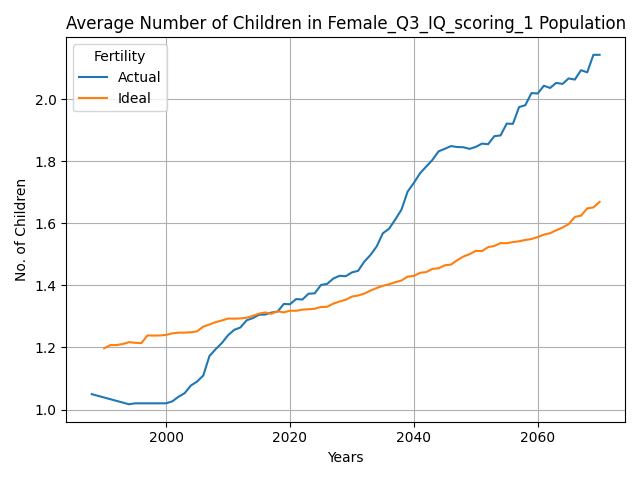 Average Number of Children in Female_Q3_IQ_scoring_1 Population
Fertility
Actual
Ideal
No. of Children
2.0
1.8
1.6
1.4
1.2
1.0
2000 2020 2040 2060
Years